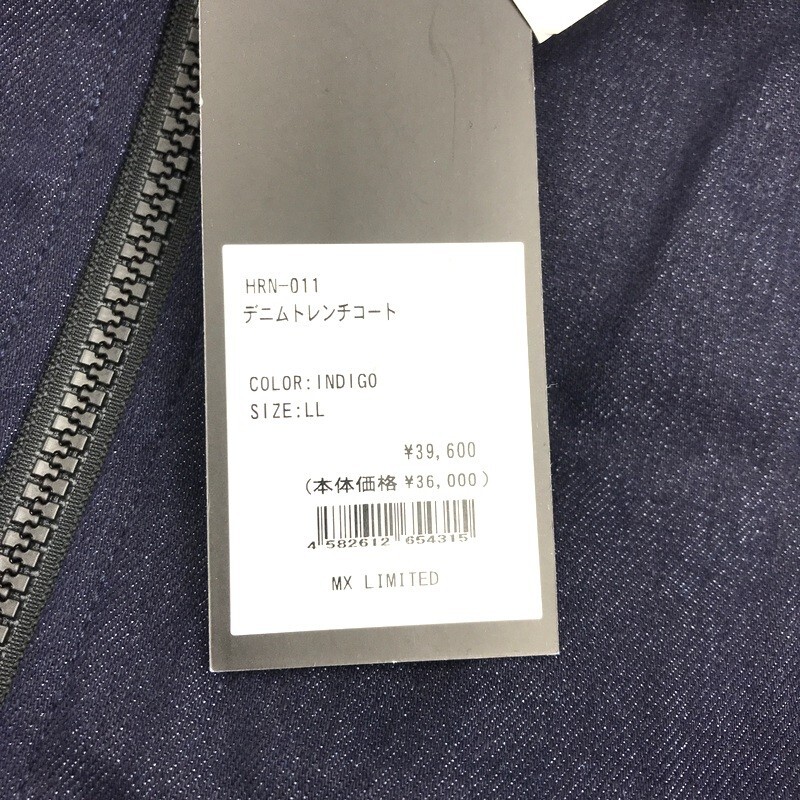 HRN-011
デニムトレンチコート
COLOR:INDIGO
SIZE:LL
¥39,600
(本体価格 ¥36,000)
4 582612 654315
MX LIMITED